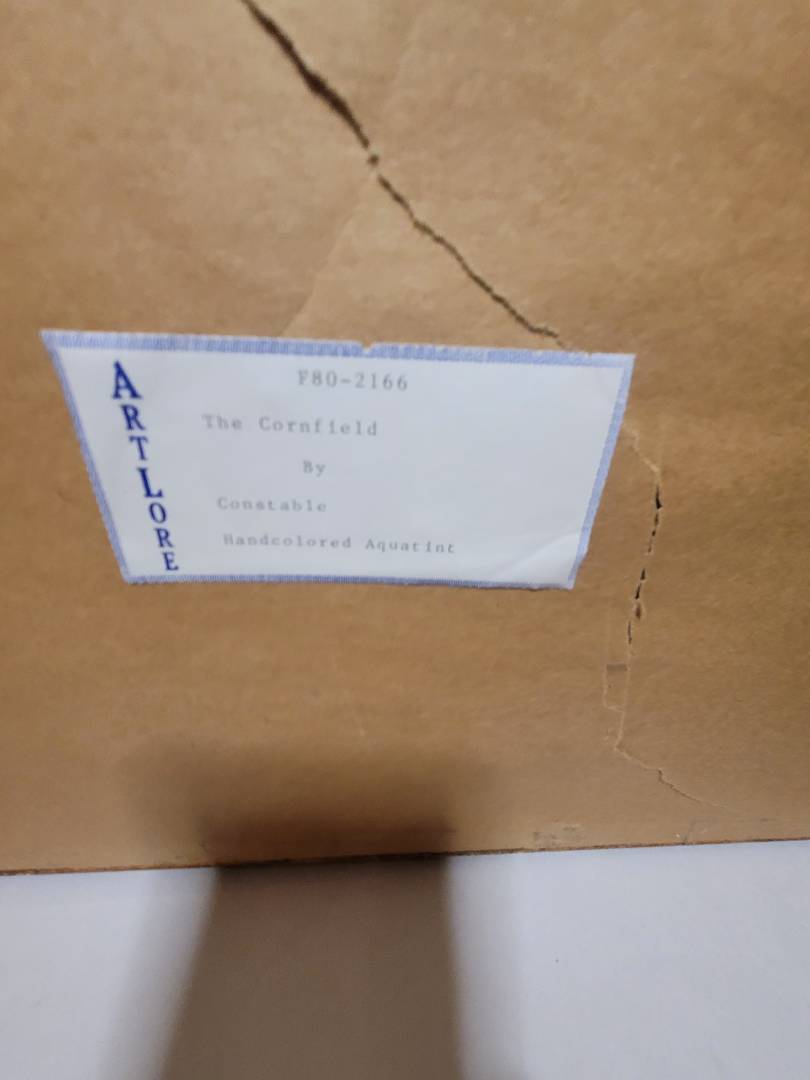 ARTLORE
F80-2166
The Cornfield
By
Constable
Handcolored Aquatint